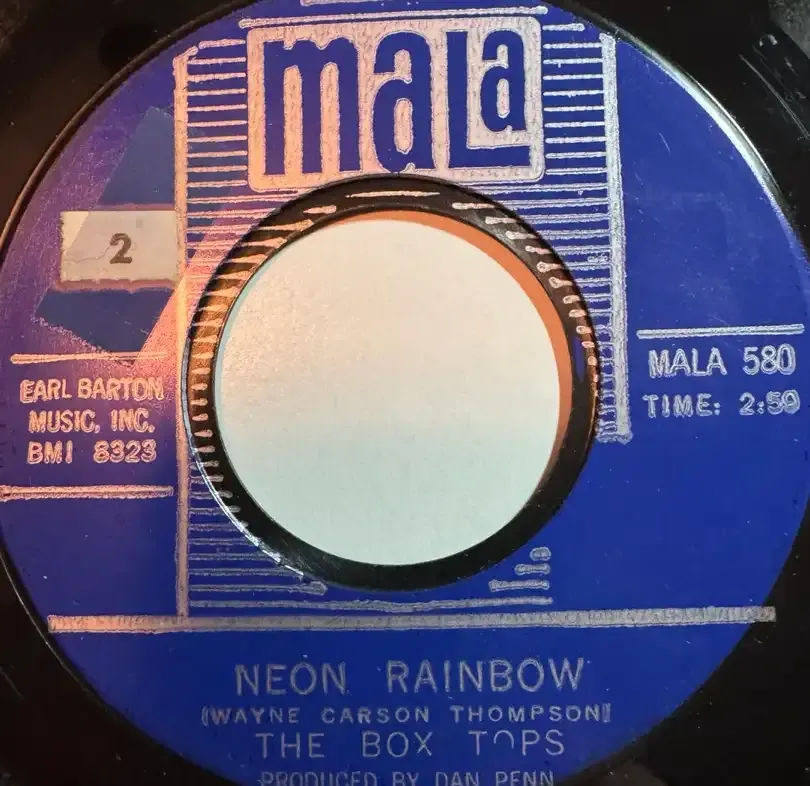 mala
2
EARL BARTON
MUSIC, INC.
BMI 8323
MALA 580
TIME: 2:50
NEON RAINBOW
(WAYNE CARSON THOMPSON)
THE BOX TOPS
PRODUCED BY DAN PENN